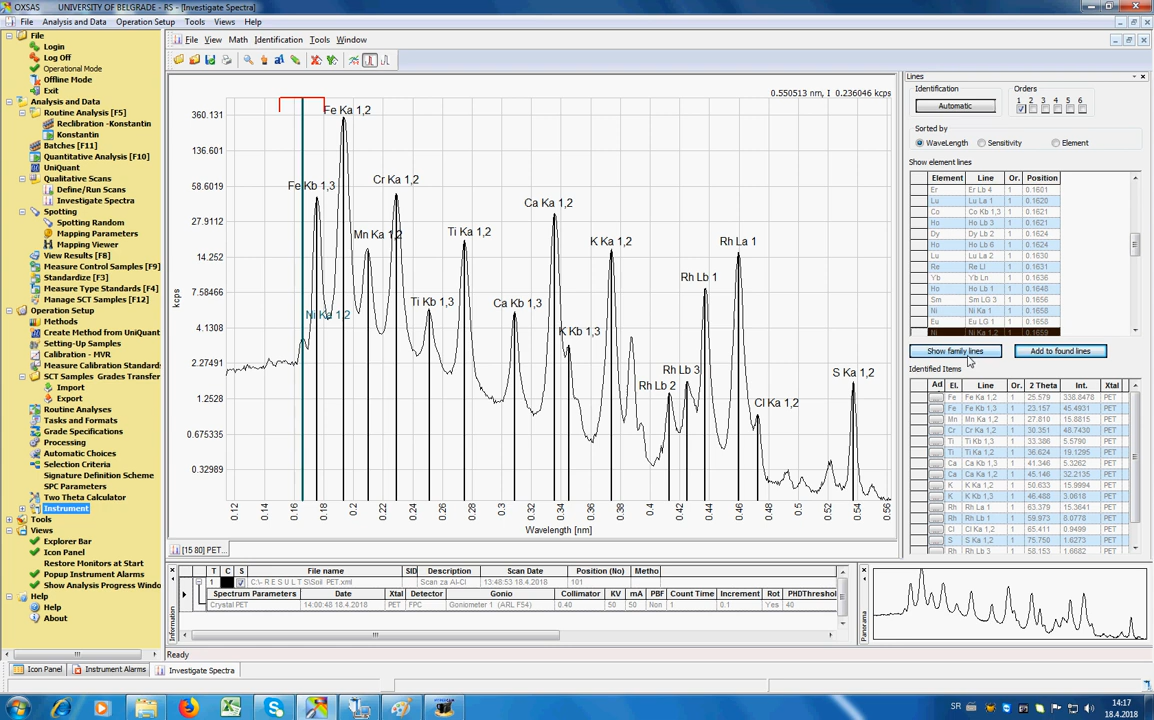 OXSAS UNIVERSITY OF BELGRADE - RS - [Investigate Spectra]
File Analysis and Data Operation Setup Tools Views Help
File
Login
Log Off
Operational Mode
Offline Mode
Exit
Analysis and Data
Routine Analysis [F5]
Reclibration -Konstantin
Konstantin
Batches [F11]
Quantitative Analysis [F10]
UniQuant
Qualitative Scans
Define/Run Scans
Investigate Spectra
Spotting
Spotting Random
Mapping Parameters
Mapping Viewer
View Results [F8]
Measure Control Samples [F9]
Standardize [F3]
Measure Type Standards [F4]
Manage SCT Samples [F12]
Operation Setup
Methods
Create Method from UniQuant
Setting-Up Samples
Calibration - MVR
Measure Calibration Standards
SCT Samples Grades Transfer
Import
Export
Routine Analyses
Tasks and Formats
Grade Specifications
Processing
Automatic Choices
Selection Criteria
Signature Definition Scheme
SPC Parameters
Two Theta Calculator
Instrument
Tools
Views
Explorer Bar
Icon Panel
Restore Monitors at Start
Popup Instrument Alarms
Show Analysis Progress Windo
Help
Help
About
File View Math Identification Tools Window
0.550513 nm, I 0.236046 kcps
360.131
136.601
58.6019
27.9112
14.252
7.58466
4.1308
2.27491
1.2528
0.675335
0.32989
kcps
Fe Ka 1,2
Fe Kb 1,3
Cr Ka 1,2
Mn Ka 1,2
Ni Ka 1,2
Ti Ka 1,2
Ti Kb 1,3
Ca Ka 1,2
Ca Kb 1,3
K Ka 1,2
K Kb 1,3
Rh La 1
Rh Lb 1
Rh Lb 3
Rh Lb 2
Cl Ka 1,2
S Ka 1,2
0.12 0.14 0.16 0.18 0.2 0.22 0.24 0.26 0.28 0.3 0.32 0.34 0.36 0.38 0.4 0.42 0.44 0.46 0.48 0.5 0.52 0.54 0.56
Wavelength [nm]
[15 80] PET...
Lines
Identification Orders
Automatic 1 2 3 4 5 6
Sorted by
WaveLength Sensitivity Element
Show element lines
Element Line Or. Position
Er Er Lb 4 1 0.1601
Lu Lu La 1 1 0.1620
Co Co Kb 1,3 1 0.1621
Ho Ho Lb 3 1 0.1621
Dy Dy Lb 2 1 0.1624
Ho Ho Lb 6 1 0.1624
Lu Lu La 2 1 0.1630
Re Re Ll 1 0.1631
Yb Yb Ln 1 0.1636
Ho Ho Lb 1 1 0.1648
Sm Sm LG 3 1 0.1656
Ni Ni Ka 1 1 0.1658
Eu Eu LG 1 1 0.1658
Ni Ni Ka 1,2 1 0.1659
Show family lines Add to found lines
Identified Items
Ad El. Line Or. 2 Theta Int. Xtal
Fe Fe Ka 1,2 1 25.579 338.8478 PET
Fe Fe Kb 1,3 1 23.157 45.4931 PET
Mn Mn Ka 1,2 1 27.810 15.8815 PET
Cr Cr Ka 1,2 1 30.351 48.7430 PET
Ti Ti Kb 1,3 1 33.386 5.5790 PET
Ti Ti Ka 1,2 1 36.624 19.1295 PET
Ca Ca Kb 1,3 1 41.346 5.3262 PET
Ca Ca Ka 1,2 1 45.146 32.2135 PET
K K Ka 1,2 1 50.633 15.9994 PET
K K Kb 1,3 1 46.488 3.0618 PET
Rh Rh La 1 1 63.379 15.3641 PET
Rh Rh Lb 1 1 59.973 8.0778 PET
Cl Cl Ka 1,2 1 65.411 0.9499 PET
S S Ka 1,2 1 75.750 1.6273 PET
Rh Rh Lb 3 1 58.153 1.6682 PET
Information
T C S File name SID Description Scan Date Position (No) Metho
1 C:\- R E S U L T S\Soil PET.xml Scan za Al-Cl 13:48:53 18.4.2018 101
Spectrum Parameters Date Xtal Detector Gonio Collimator KV mA PBF Count Time Increment Rot PHDThreshold
Crystal PET 14:00:48 18.4.2018 PET FPC Goniometer 1 (ARL F54) 0.40 50 50 Non 1 0.1 Yes 40
Panorama
Ready
Icon Panel Instrument Alarms Investigate Spectra
SR
14:17
18.4.2018